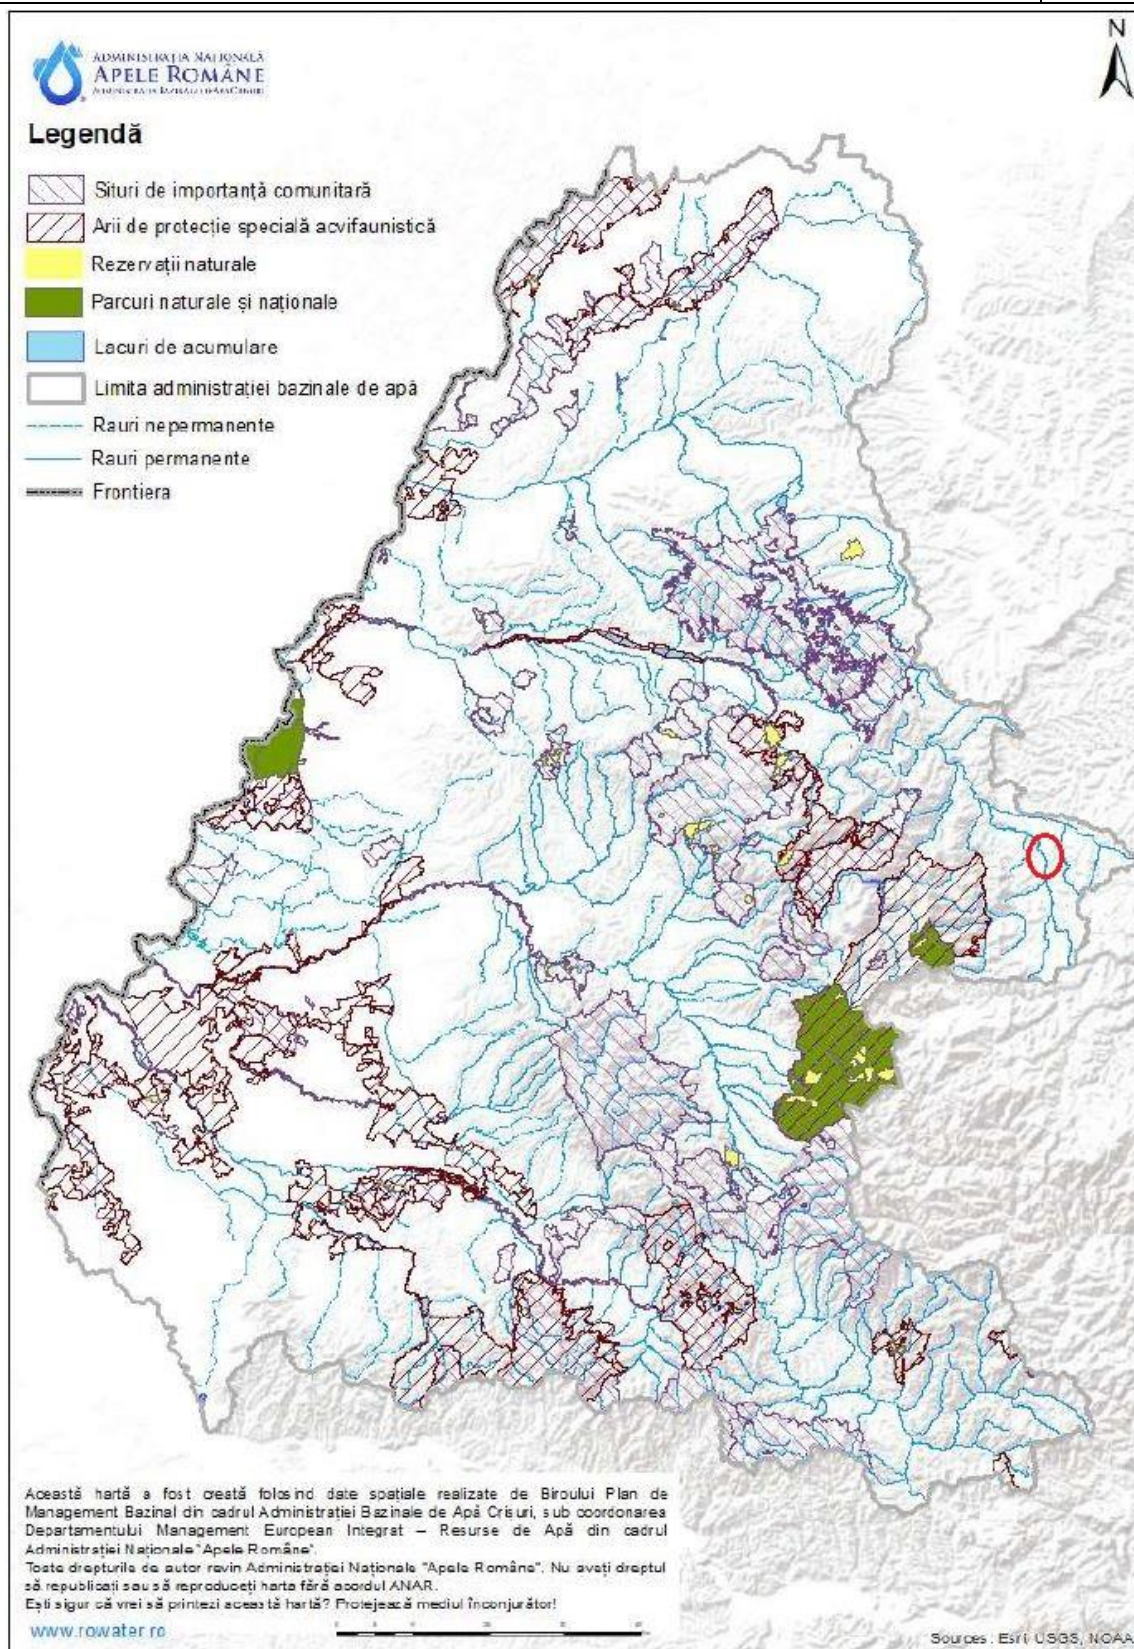 N
ADMINISTRAȚIA NAȚIONALĂ
APELE ROMÂNE
Legendă
Situri de importanță comunitară
Arii de protecție specială acvifaunistică
Rezervații naturale
Parcuri naturale și naționale
Lacuri de acumulare
Limita administrației bazinale de apă
Rauri nepermanente
Rauri permanente
Frontiera
Această hartă a fost creată folosind date spațiale realizate de Biroului Plan de
Management Bazinal din cadrul Administrației Bazinale de Apă Crisuri, sub coordonarea
Departamentului Management European Integrat – Resurse de Apă din cadrul
Administrației Naționale "Apele Române".
Toate drepturile de autor revin Administrației Naționale "Apele Române". Nu aveți dreptul
să republicați sau să reproduceți harta fără acordul ANAR.
Ești sigur că vrei să printezi această hartă? Protejează mediul înconjurător!
www.rowater.ro
Sources: Esri, USGS, NOAA